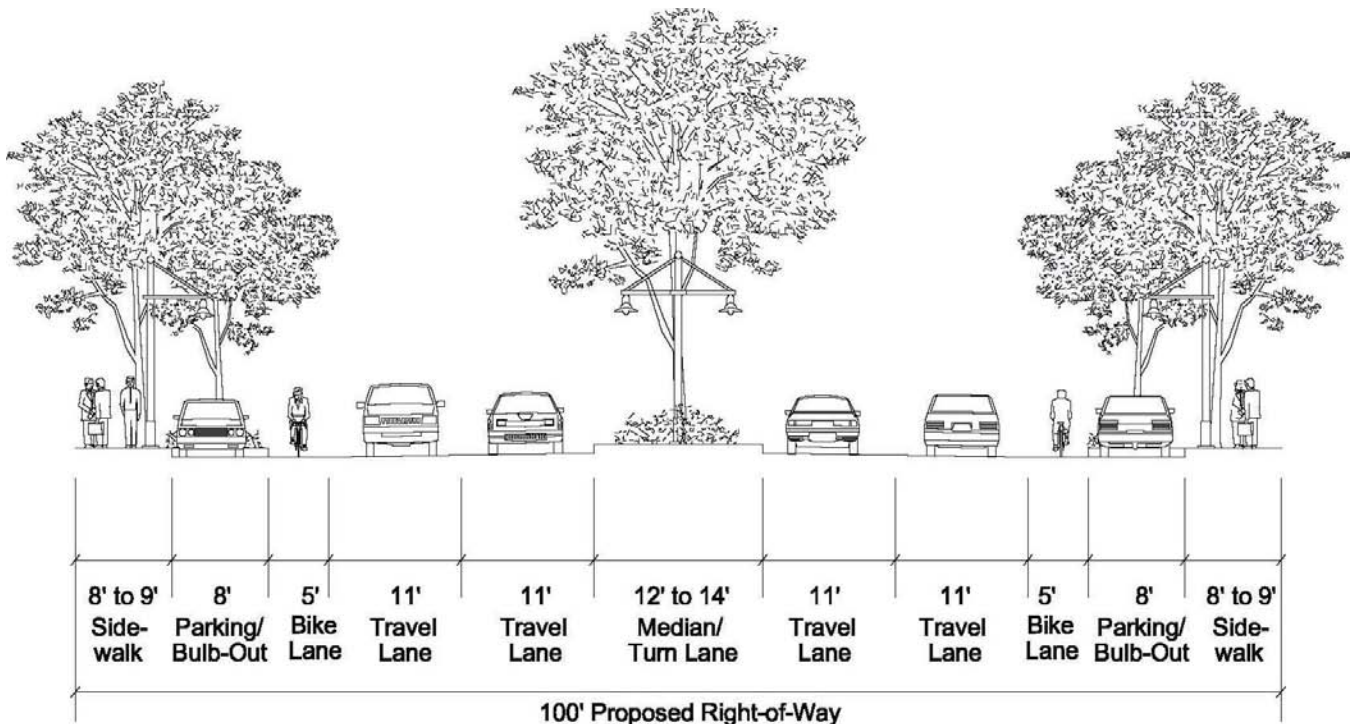 8' to 9' 8' 5' 11' 11' 12' to 14' 11' 11' 5' 8' 8' to 9'
Side- Parking/ Bike Travel Travel Median/ Travel Travel Bike Parking/ Side-
walk Bulb-Out Lane Lane Lane Turn Lane Lane Lane Lane Bulb-Out walk
100' Proposed Right-of-Way